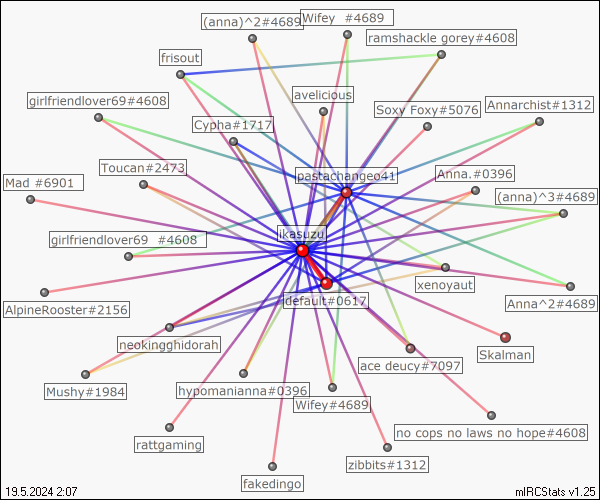 (anna)^2#4689
Wifey  #4689
ramshackle gorey#4608
frisout
girlfriendlover69#4608
avelicious
Soxy Foxy#5076
Annarchist#1312
Cypha#1717
Toucan#2473
pastachangeo41
Anna.#0396
Mad #6901
(anna)^3#4689
ikasuzu
girlfriendlover69  #4608
xenoyaut
default#0617
Anna^2#4689
AlpineRooster#2156
neokingghidorah
Skalman
ace deucy#7097
Mushy#1984
hypomanianna#0396
Wifey#4689
no cops no laws no hope#4608
rattgaming
zibbits#1312
fakedingo
19.5.2024 2:07
mIRCStats v1.25